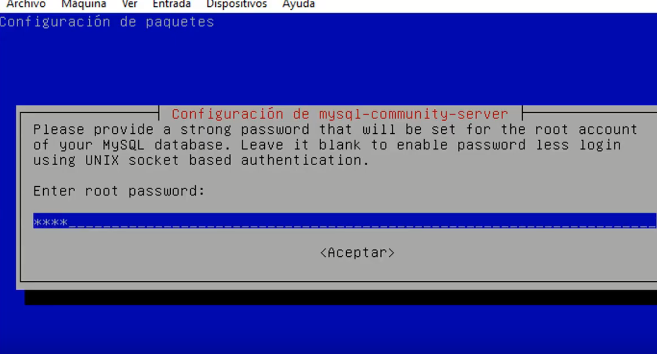 Archivo Máquina Ver Entrada Dispositivos Ayuda
Configuración de paquetes
Configuración de mysql-community-server
Please provide a strong password that will be set for the root account
of your MySQL database. Leave it blank to enable password less login
using UNIX socket based authentication.
Enter root password:
****
<Aceptar>